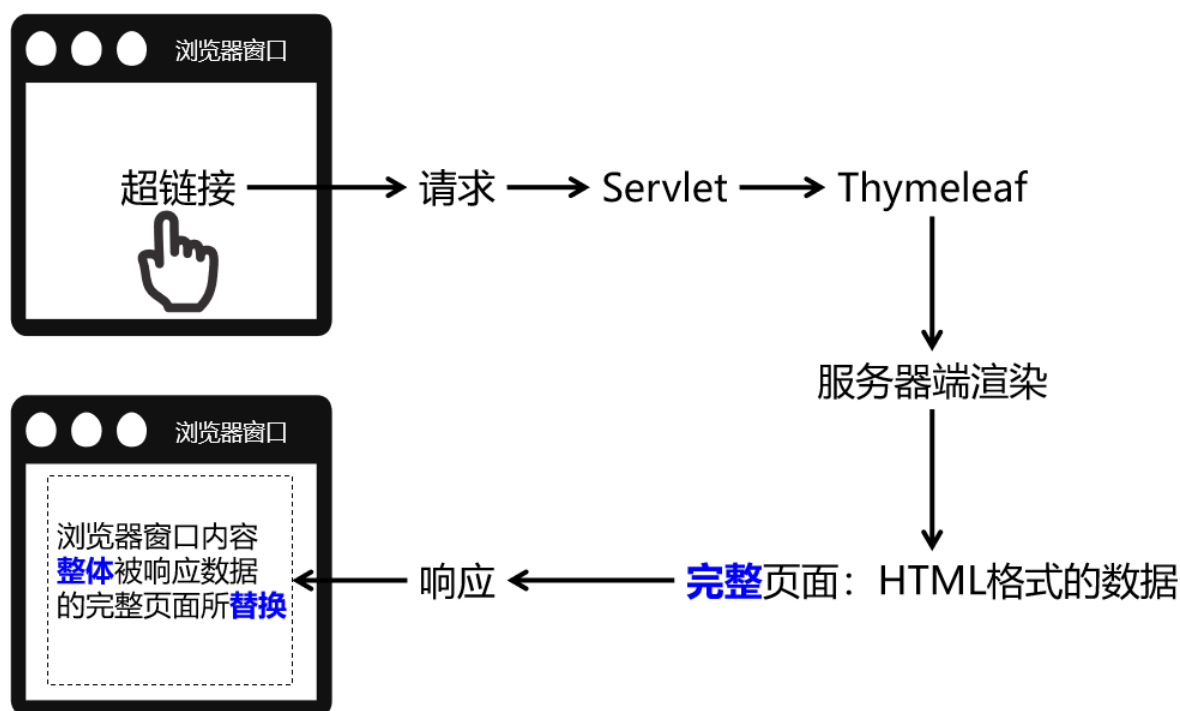 浏览器窗口
超链接
请求
Servlet
Thymeleaf
服务器端渲染
完整页面：HTML格式的数据
响应
浏览器窗口
浏览器窗口内容
整体被响应数据
的完整页面所替换